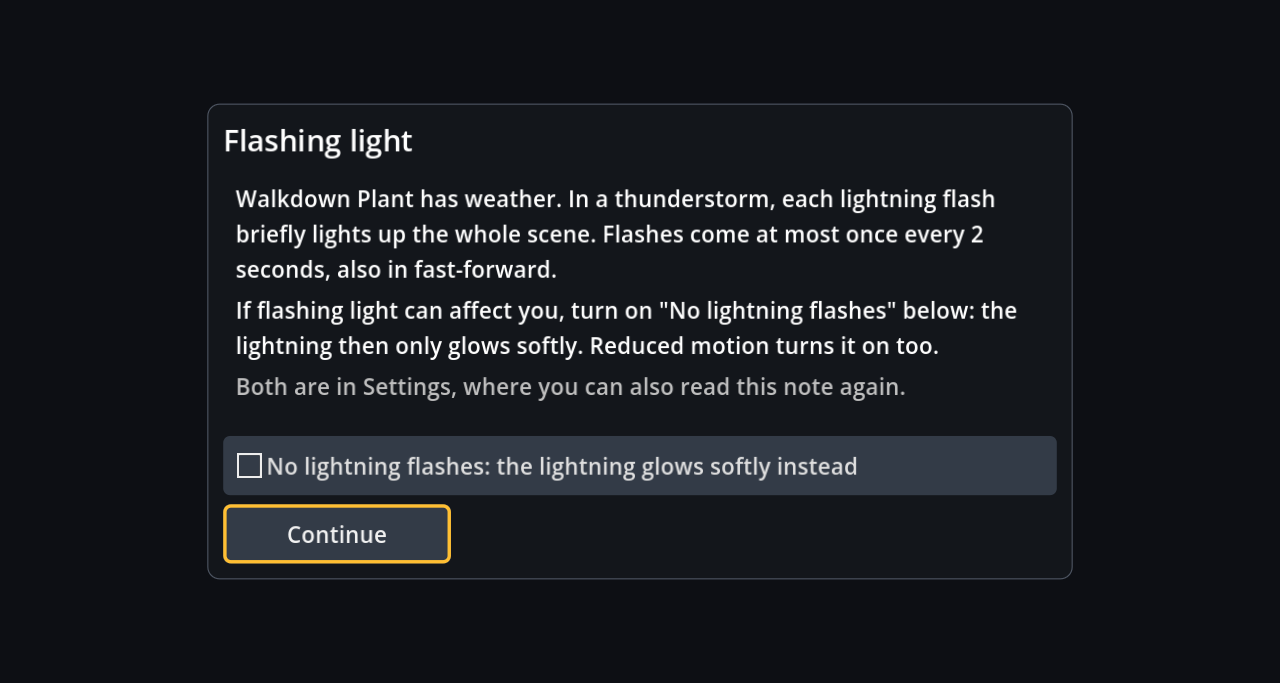 Flashing light
Walkdown Plant has weather. In a thunderstorm, each lightning flash
briefly lights up the whole scene. Flashes come at most once every 2
seconds, also in fast-forward.
If flashing light can affect you, turn on "No lightning flashes" below: the
lightning then only glows softly. Reduced motion turns it on too.
Both are in Settings, where you can also read this note again.
No lightning flashes: the lightning glows softly instead
Continue